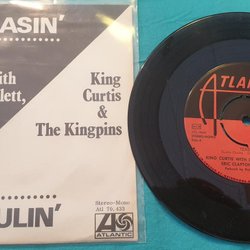 ASIN'
ith
lett,
King
Curtis
&
The Kingpins
Stereo-Mono
AG 70.433
ATLANTIC
ULIN'
ATLAN
KING CURTIS WITH
ERIC CLAPTON